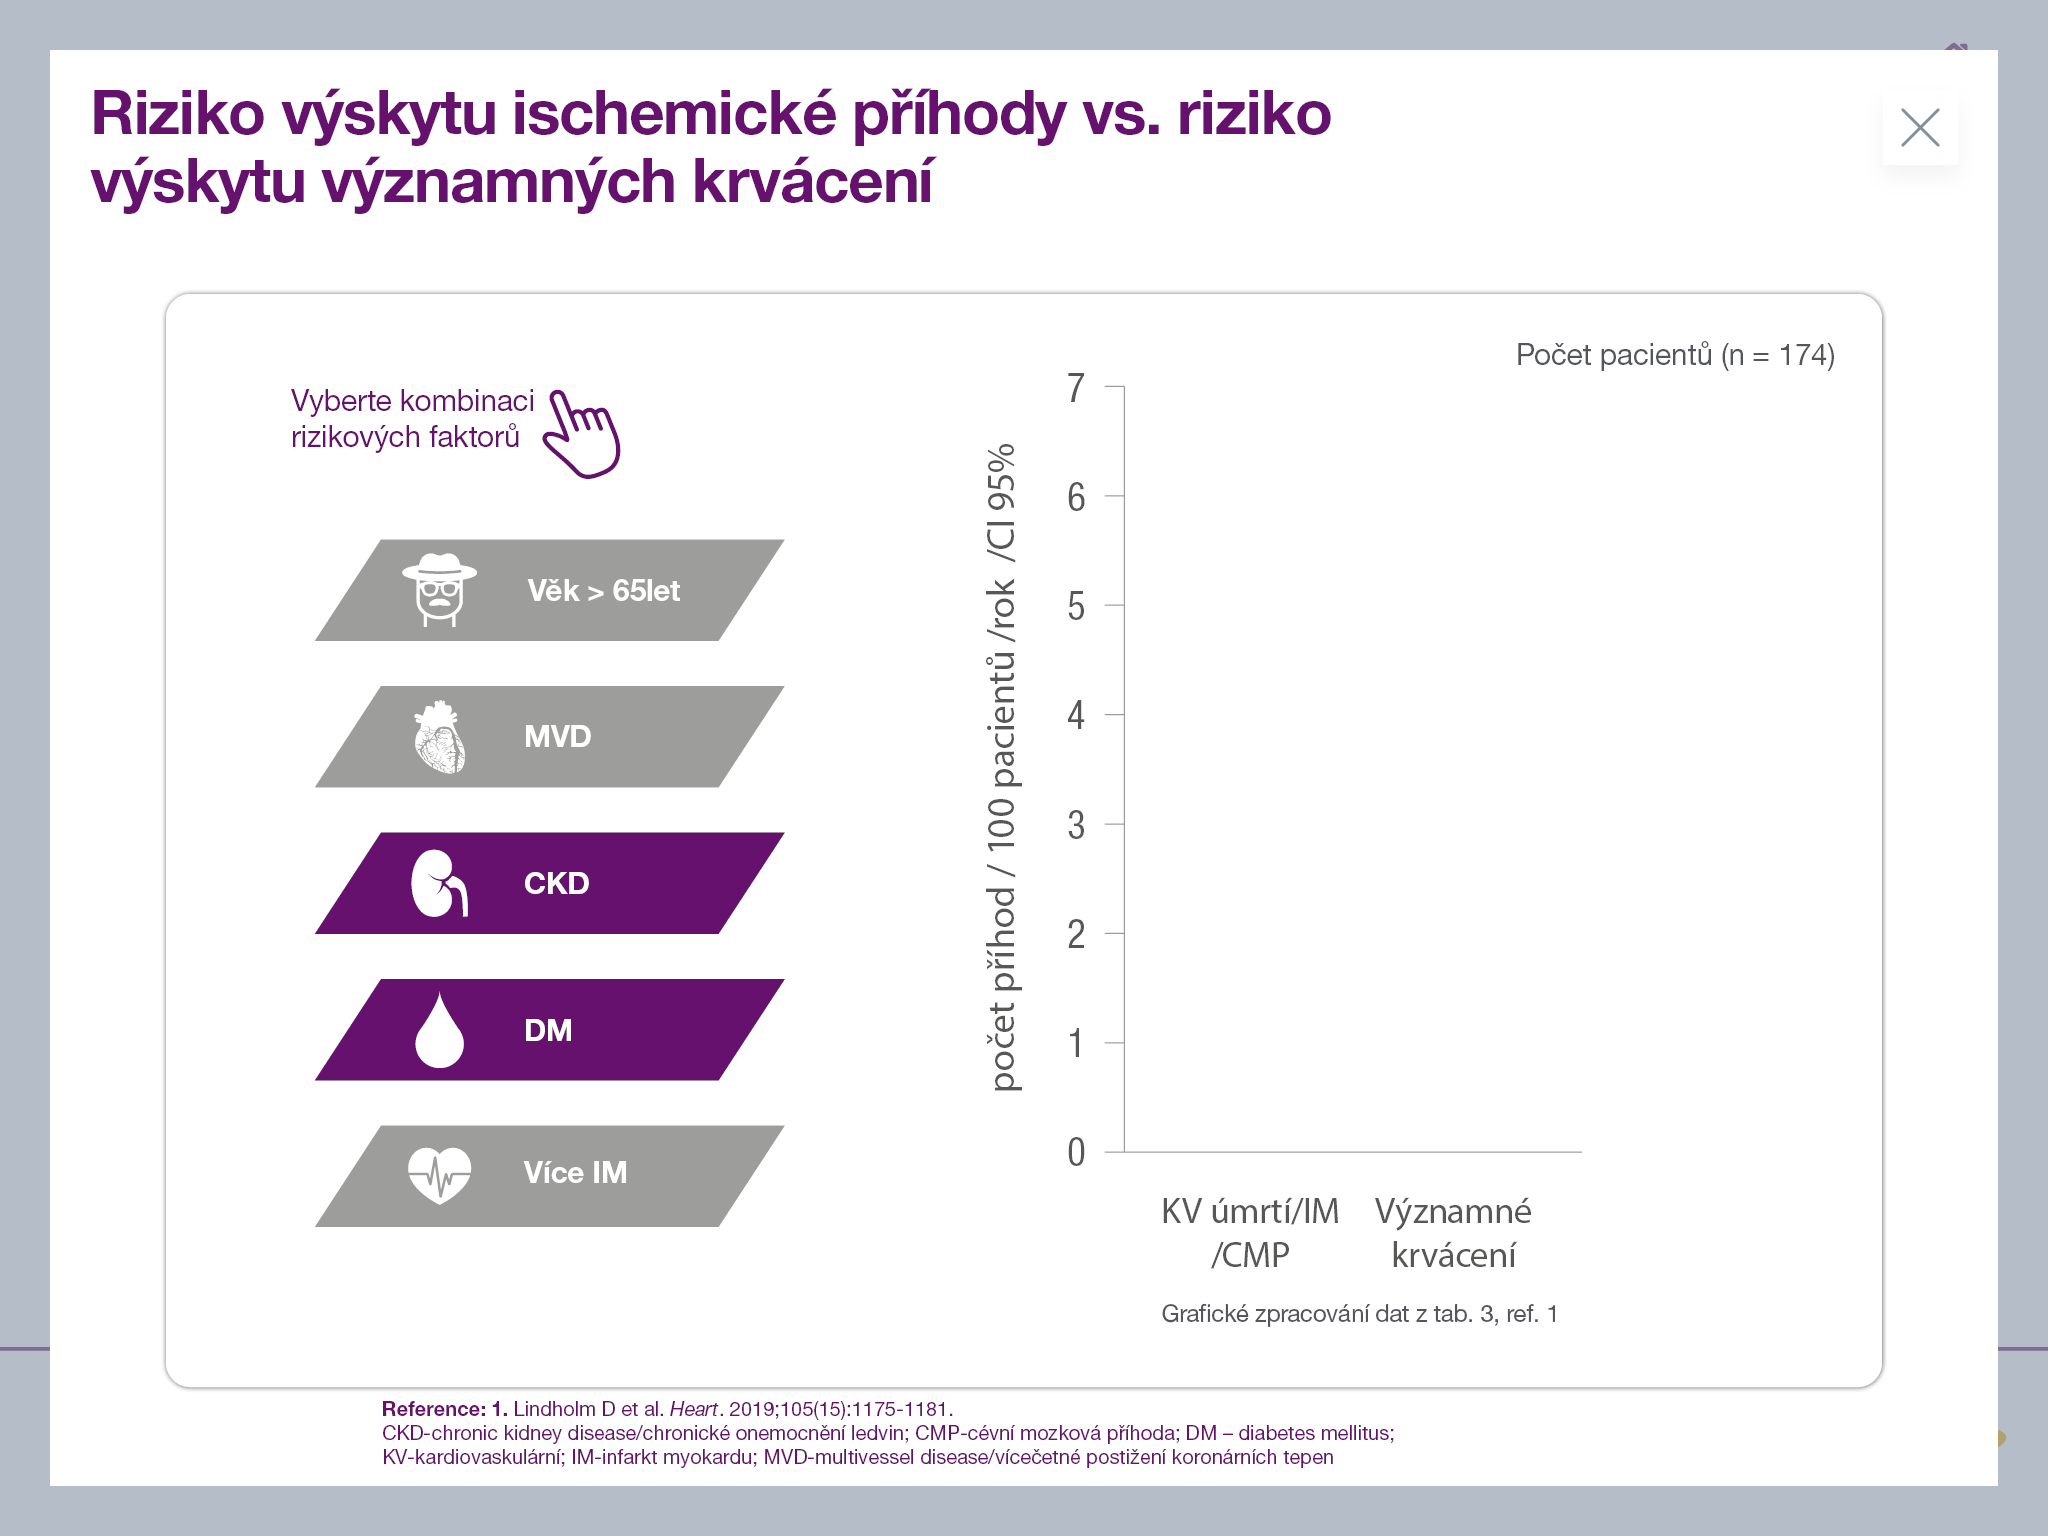 Riziko výskytu ischemické příhody vs. riziko
výskytu významných krvácení
Vyberte kombinaci
rizikových faktorů
Věk > 65let
MVD
CKD
DM
Více IM
Počet pacientů (n = 174)
počet příhod / 100 pacientů /rok /CI 95%
7
6
5
4
3
2
1
0
KV úmrtí/IM
/CMP
Významné
krvácení
Grafické zpracování dat z tab. 3, ref. 1
Reference: 1. Lindholm D et al. Heart. 2019;105(15):1175-1181.
CKD-chronic kidney disease/chronické onemocnění ledvin; CMP-cévní mozková příhoda; DM – diabetes mellitus;
KV-kardiovaskulární; IM-infarkt myokardu; MVD-multivessel disease/vícečetné postižení koronárních tepen